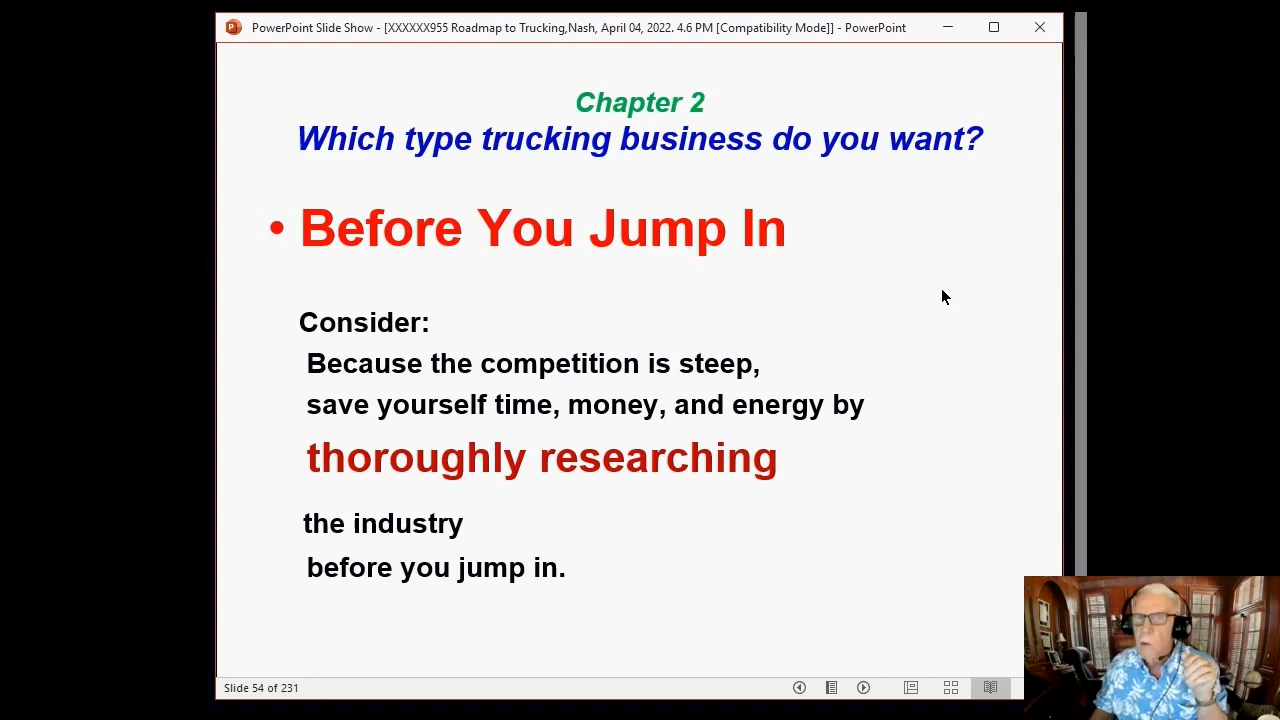 PowerPoint Slide Show - [XXXXXX955 Roadmap to Trucking,Nash, April 04, 2022. 4.6 PM [Compatibility Mode]] - PowerPoint
Chapter 2
Which type trucking business do you want?
• Before You Jump In
Consider:
Because the competition is steep,
save yourself time, money, and energy by
thoroughly researching
the industry
before you jump in.
Slide 54 of 231